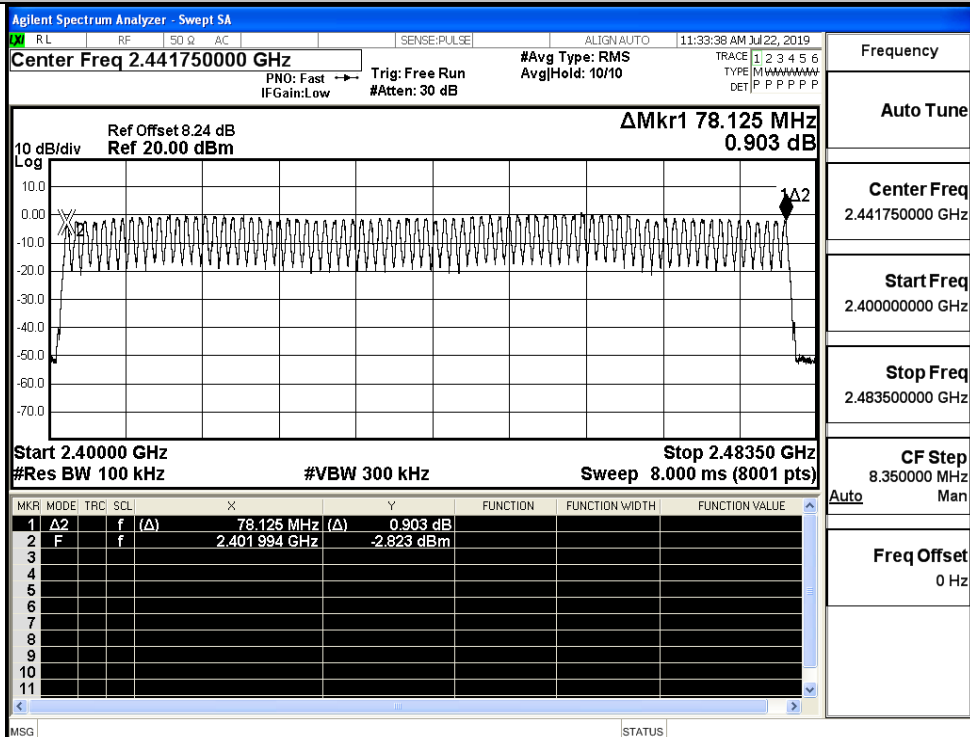 Agilent Spectrum Analyzer - Swept SA
LXI RL RF 50 Ω AC SENSE:PULSE ALIGN AUTO 11:33:38 AM Jul 22, 2019
Center Freq 2.441750000 GHz
PNO: Fast
IFGain:Low
Trig: Free Run
#Atten: 30 dB
#Avg Type: RMS
Avg|Hold: 10/10
TRACE 1 2 3 4 5 6
TYPE M WWWWW
DET P P P P P P
Frequency
Auto Tune
Center Freq
2.441750000 GHz
Start Freq
2.400000000 GHz
Stop Freq
2.483500000 GHz
CF Step
8.350000 MHz
Auto Man
Freq Offset
0 Hz
ΔMkr1 78.125 MHz
0.903 dB
Ref Offset 8.24 dB
10 dB/div Ref 20.00 dBm
Log
10.0
0.00
-10.0
-20.0
-30.0
-40.0
-50.0
-60.0
-70.0
1Δ2
2
Start 2.40000 GHz Stop 2.48350 GHz
#Res BW 100 kHz #VBW 300 kHz Sweep 8.000 ms (8001 pts)
MKR MODE TRC SCL X Y FUNCTION FUNCTION WIDTH FUNCTION VALUE
1 Δ2 f (Δ) 78.125 MHz (Δ) 0.903 dB
2 F f 2.401 994 GHz -2.823 dBm
3
4
5
6
7
8
9
10
11
MSG STATUS